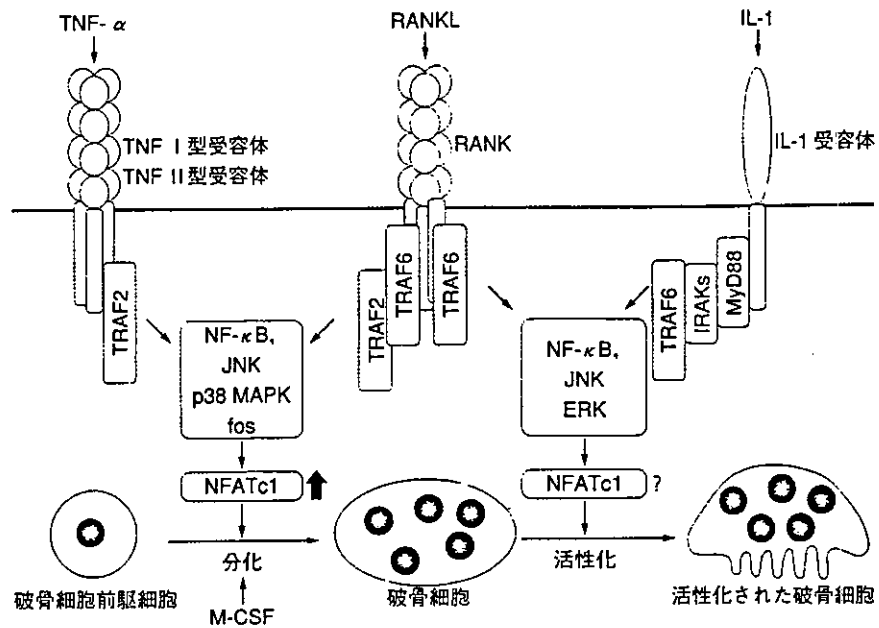 TNF-α
RANKL
IL-1
TNF I型受容体
TNF II型受容体
RANK
IL-1 受容体
TRAF2
TRAF2
TRAF6
TRAF6
TRAF6
IRAKs
MyD88
NF-κB,
JNK
p38 MAPK
fos
NF-κB,
JNK
ERK
NFATc1
NFATc1 ?
分化
活性化
破骨細胞前駆細胞
M-CSF
破骨細胞
活性化された破骨細胞